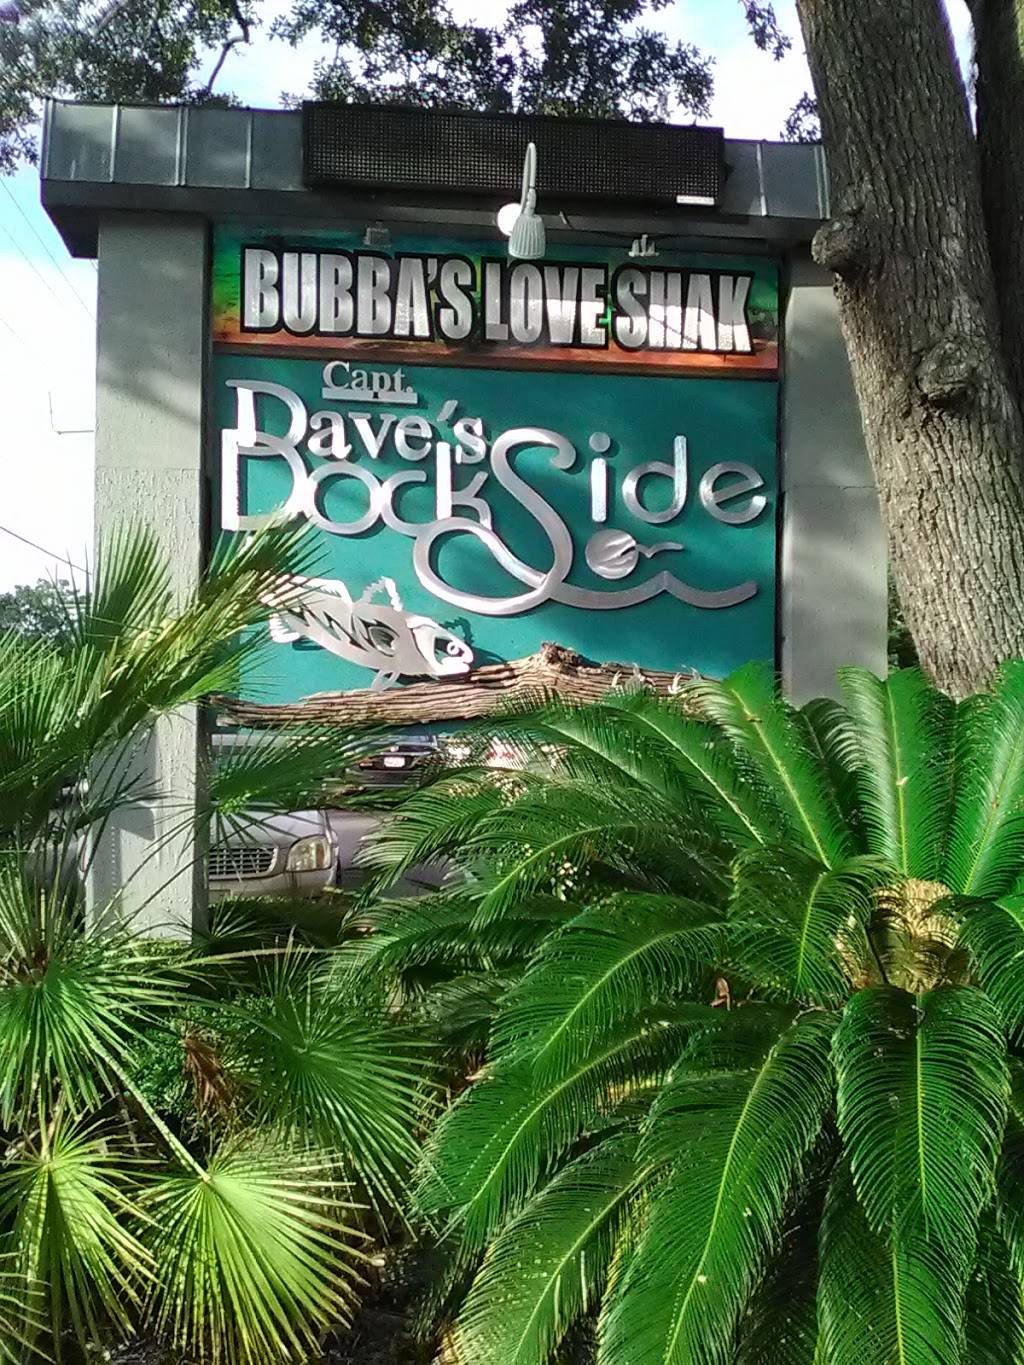 BUBBA'S LOVE SHAK
Capt.
Dave's
DockSide